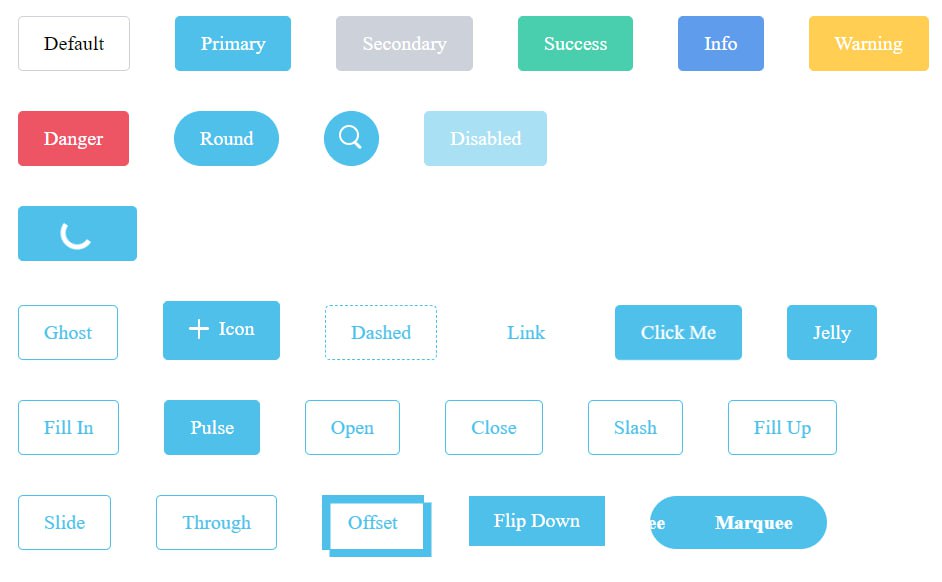 Default Primary Secondary Success Info Warning
Danger Round Disabled
Ghost Icon Dashed Link Click Me Jelly
Fill In Pulse Open Close Slash Fill Up
Slide Through Offset Flip Down ee Marquee